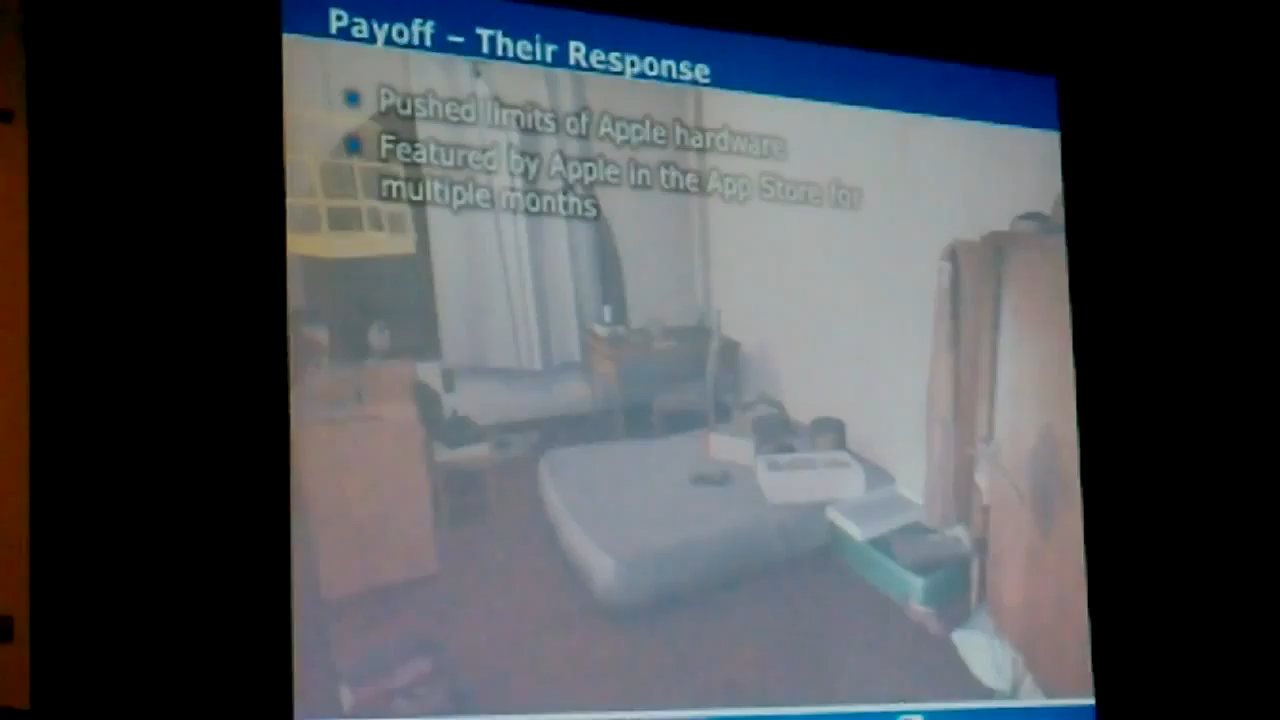 Payoff – Their Response
• Pushed limits of Apple hardware
• Featured by Apple in the App Store for
multiple months